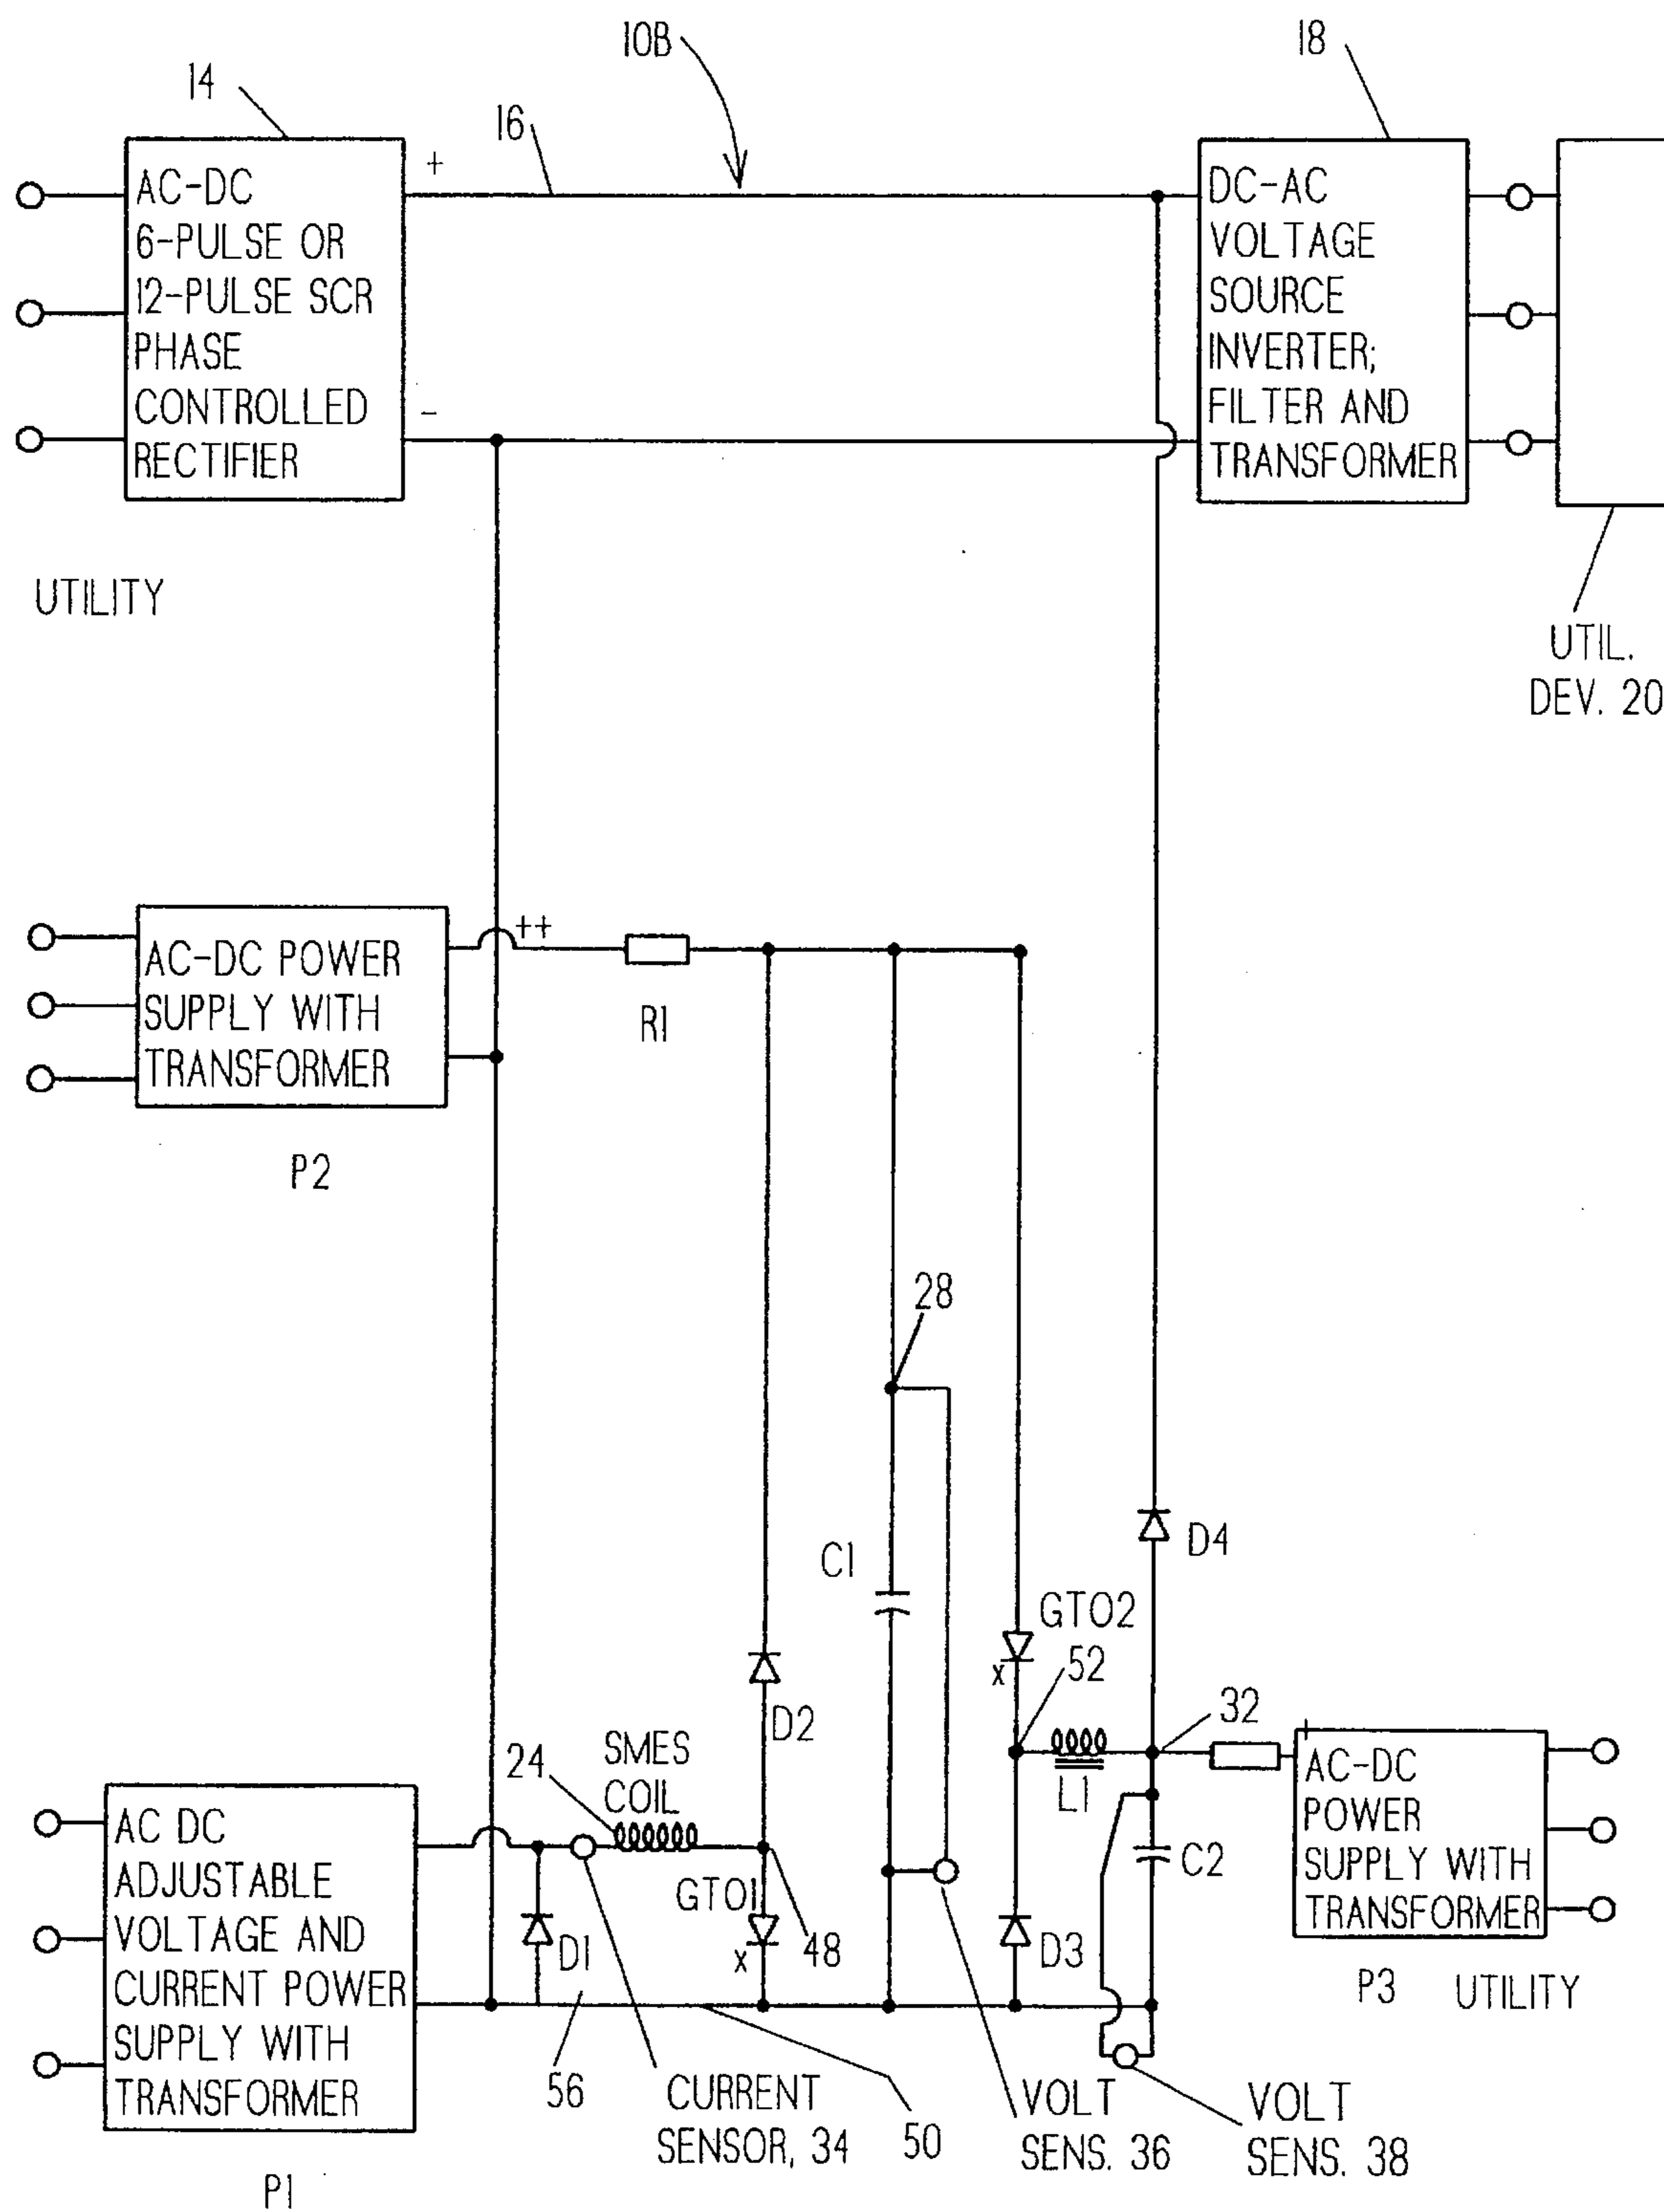 10B
18
14
16
+
AC-DC
6-PULSE OR
12-PULSE SCR
PHASE
CONTROLLED
RECTIFIER
-
DC-AC
VOLTAGE
SOURCE
INVERTER;
FILTER AND
TRANSFORMER
UTILITY
UTIL.
DEV. 20
++
AC-DC POWER
SUPPLY WITH
TRANSFORMER
R1
P2
28
D4
C1
GTO2
x
52
32
D2
24
SMES
COIL
L1
+
AC-DC
POWER
SUPPLY WITH
TRANSFORMER
C2
AC DC
ADJUSTABLE
VOLTAGE AND
CURRENT POWER
SUPPLY WITH
TRANSFORMER
GTO1
x
D1
48
D3
P3
UTILITY
56
CURRENT
SENSOR, 34
50
VOLT
SENS. 36
VOLT
SENS. 38
P1